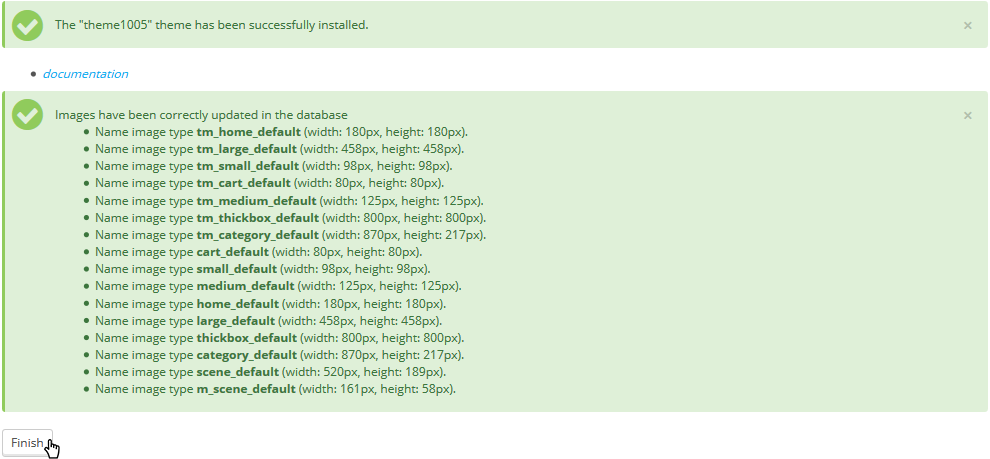 The "theme1005" theme has been successfully installed.
×
documentation
Images have been correctly updated in the database
×
Name image type tm_home_default (width: 180px, height: 180px).
Name image type tm_large_default (width: 458px, height: 458px).
Name image type tm_small_default (width: 98px, height: 98px).
Name image type tm_cart_default (width: 80px, height: 80px).
Name image type tm_medium_default (width: 125px, height: 125px).
Name image type tm_thickbox_default (width: 800px, height: 800px).
Name image type tm_category_default (width: 870px, height: 217px).
Name image type cart_default (width: 80px, height: 80px).
Name image type small_default (width: 98px, height: 98px).
Name image type medium_default (width: 125px, height: 125px).
Name image type home_default (width: 180px, height: 180px).
Name image type large_default (width: 458px, height: 458px).
Name image type thickbox_default (width: 800px, height: 800px).
Name image type category_default (width: 870px, height: 217px).
Name image type scene_default (width: 520px, height: 189px).
Name image type m_scene_default (width: 161px, height: 58px).
Finish